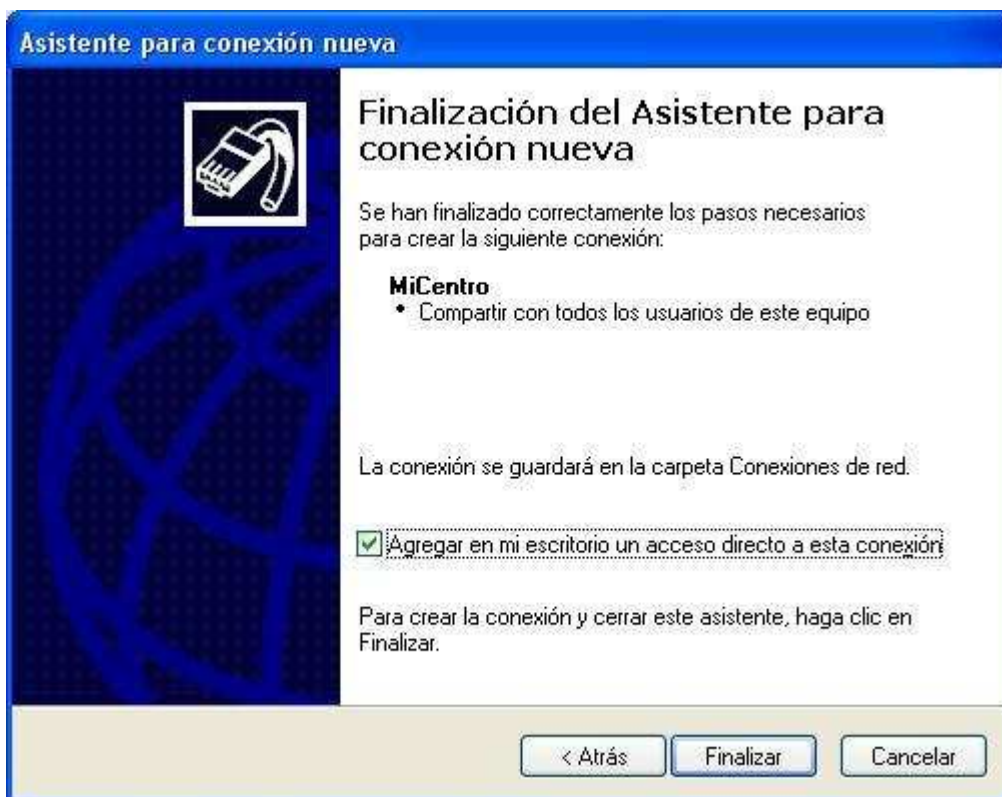 Asistente para conexión nueva
Finalización del Asistente para
conexión nueva
Se han finalizado correctamente los pasos necesarios
para crear la siguiente conexión:
MiCentro
• Compartir con todos los usuarios de este equipo
La conexión se guardará en la carpeta Conexiones de red.
Agregar en mi escritorio un acceso directo a esta conexión
Para crear la conexión y cerrar este asistente, haga clic en
Finalizar.
< Atrás Finalizar Cancelar